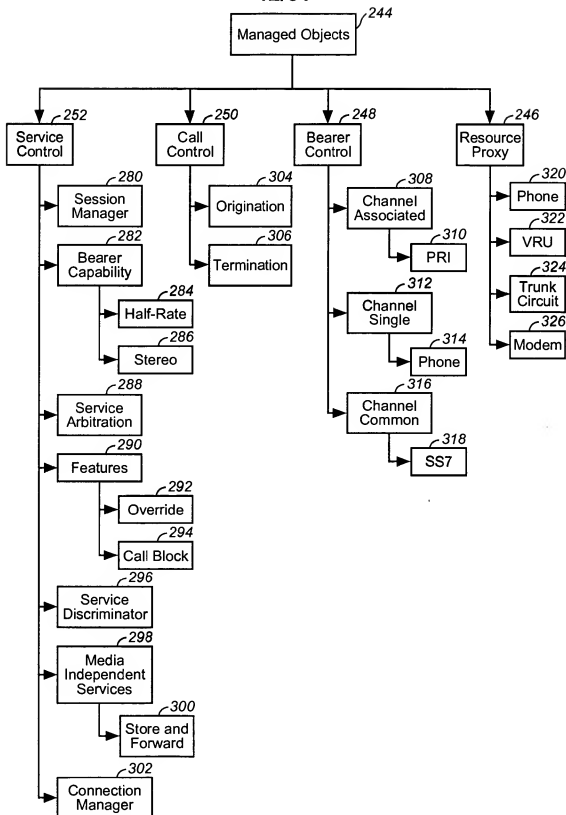 244
Managed Objects
252
Service
Control
250
Call
Control
248
Bearer
Control
246
Resource
Proxy
280
Session
Manager
282
Bearer
Capability
284
Half-Rate
286
Stereo
288
Service
Arbitration
290
Features
292
Override
294
Call Block
296
Service
Discriminator
298
Media
Independent
Services
300
Store and
Forward
302
Connection
Manager
304
Origination
306
Termination
308
Channel
Associated
310
PRI
312
Channel
Single
314
Phone
316
Channel
Common
318
SS7
320
Phone
322
VRU
324
Trunk
Circuit
326
Modem